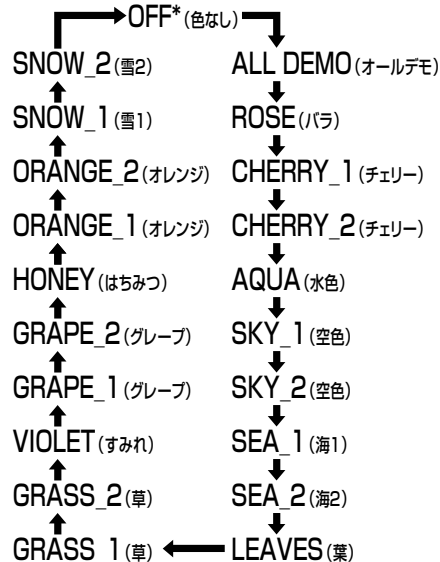 OFF* (色なし)
SNOW_2 (雪2) ALL DEMO (オールデモ)
SNOW_1 (雪1) ROSE (バラ)
ORANGE_2 (オレンジ) CHERRY_1 (チェリー)
ORANGE_1 (オレンジ) CHERRY_2 (チェリー)
HONEY (はちみつ) AQUA (水色)
GRAPE_2 (グレープ) SKY_1 (空色)
GRAPE_1 (グレープ) SKY_2 (空色)
VIOLET (すみれ) SEA_1 (海1)
GRASS_2 (草) SEA_2 (海2)
GRASS 1 (草) LEAVES (葉)